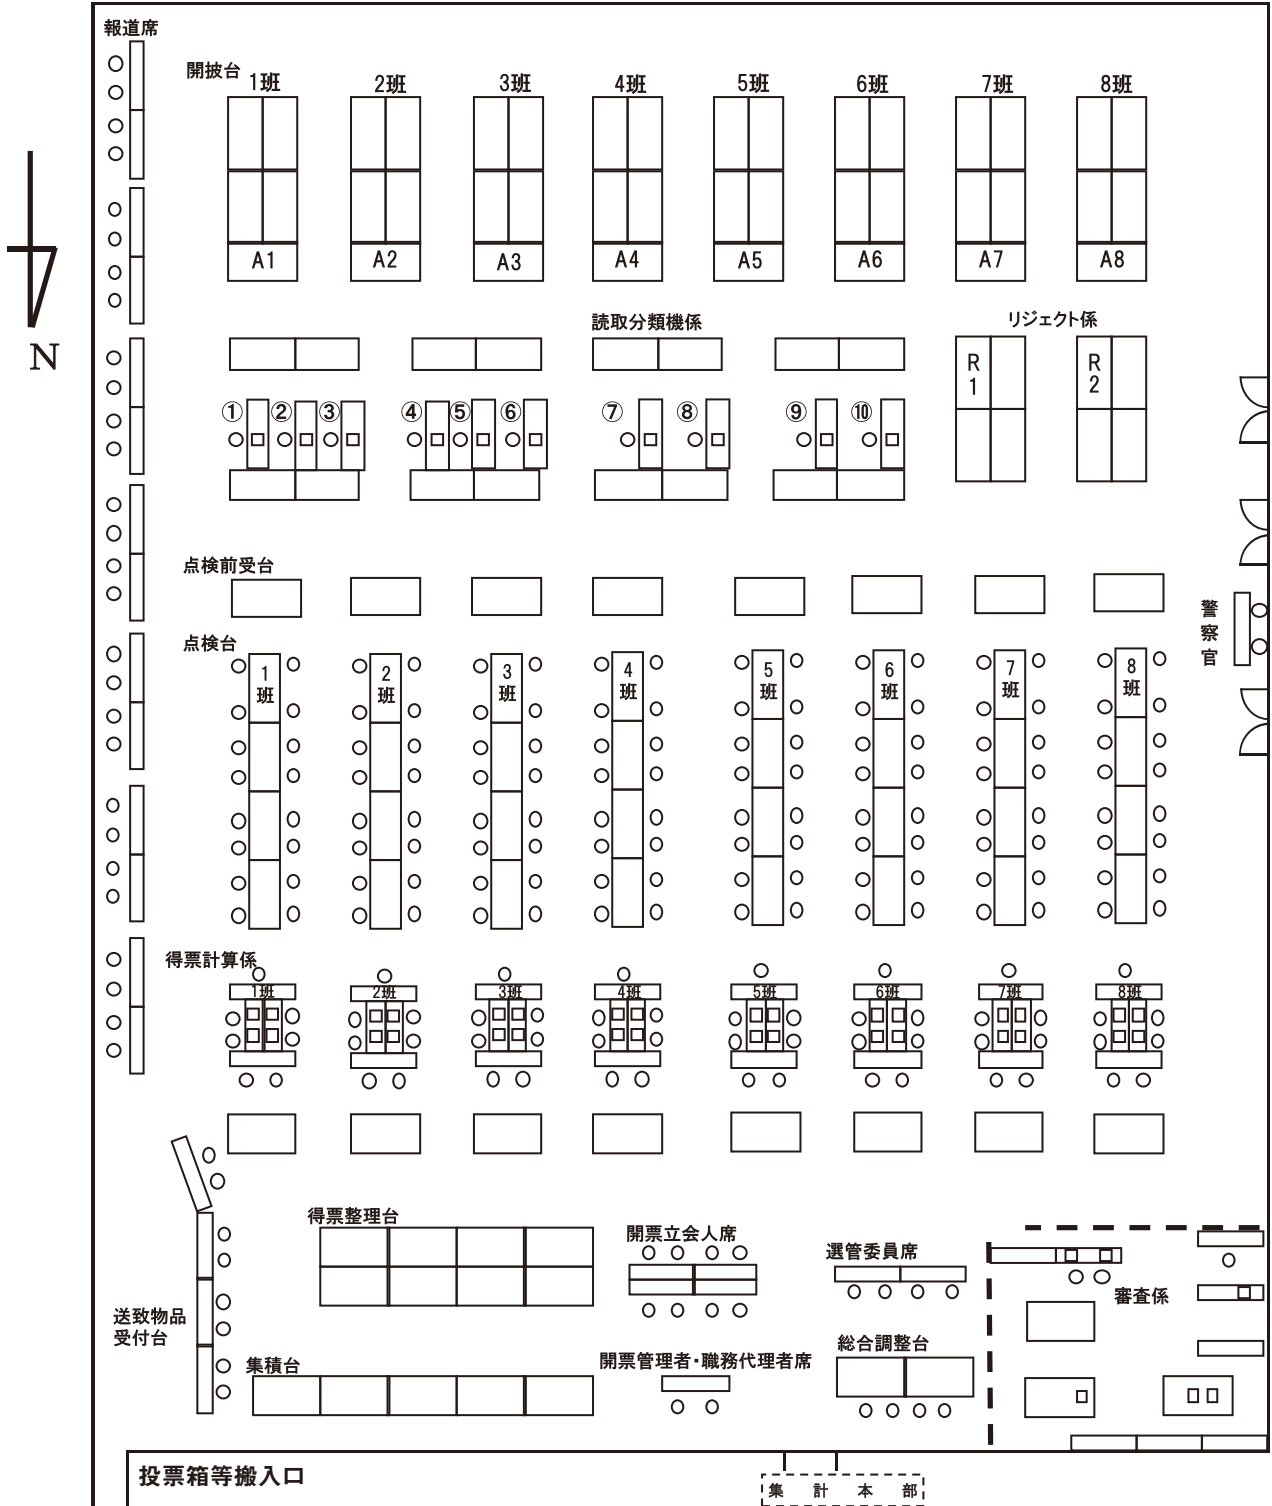 報道席
開披台
1班
2班
3班
4班
5班
6班
7班
8班
A1
A2
A3
A4
A5
A6
A7
A8
N
読取分類機係
リジェクト係
R
1
R
2
①
②
③
④
⑤
⑥
⑦
⑧
⑨
⑩
点検前受台
警
察
官
点検台
1
班
2
班
3
班
4
班
5
班
6
班
7
班
8
班
得票計算係
1班
2班
3班
4班
5班
6班
7班
8班
得票整理台
開票立会人席
選管委員席
審査係
送致物品
受付台
集積台
開票管理者・職務代理者席
総合調整台
投票箱等搬入口
集計本部